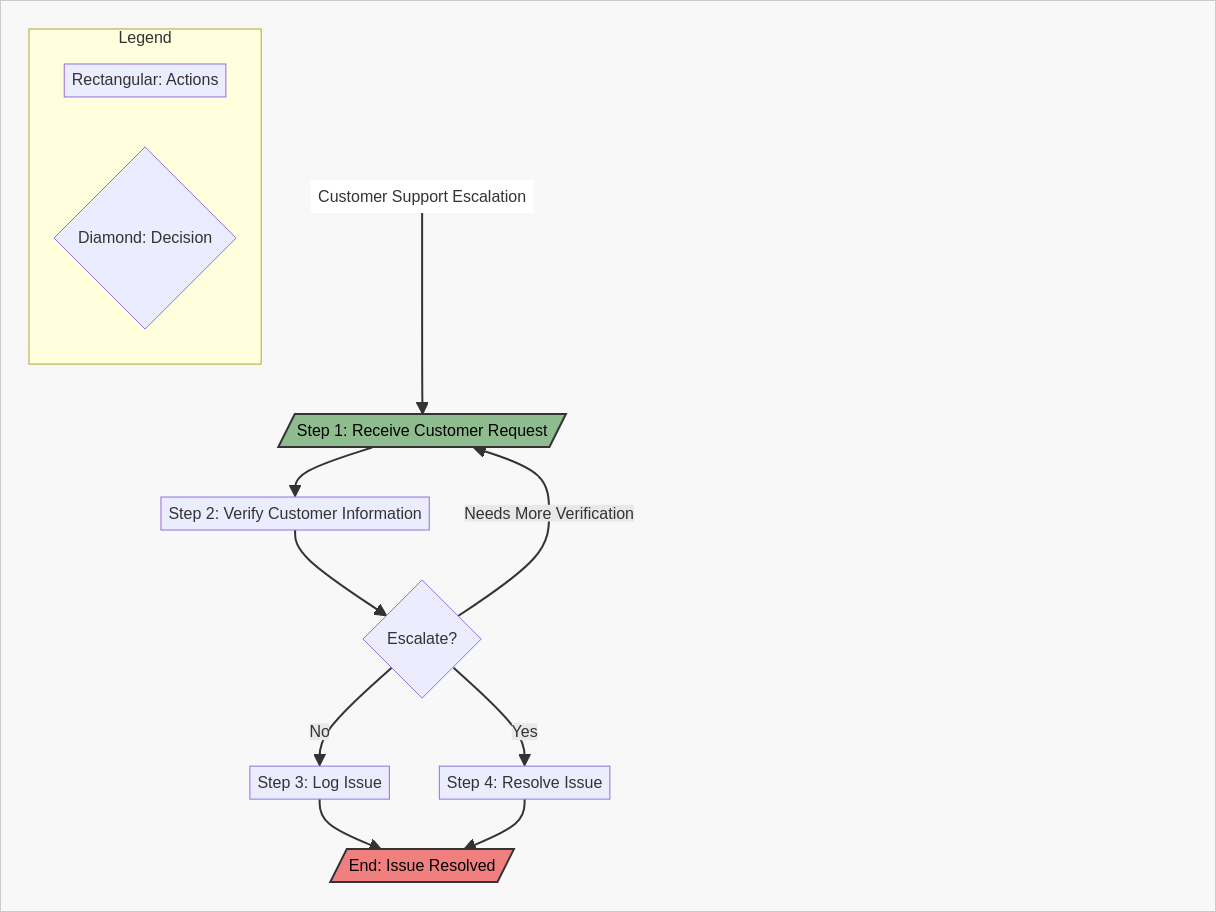 Legend
Rectangular: Actions
Diamond: Decision
Customer Support Escalation
Step 1: Receive Customer Request
Step 2: Verify Customer Information
Needs More Verification
Escalate?
No
Yes
Step 3: Log Issue
Step 4: Resolve Issue
End: Issue Resolved